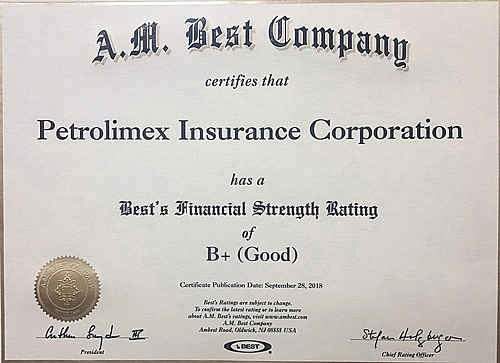 A.M. Best Company
certifies that
Petrolimex Insurance Corporation
has a
Best's Financial Strength Rating
of
B+ (Good)
Certificate Publication Date: September 28, 2018
Best's Ratings are subject to change.
To confirm the latest rating or to learn more
about A.M. Best's ratings, visit www.ambest.com
A.M. Best Company
Ambest Road, Oldwick, NJ 08858 USA
President
BEST
Chief Rating Officer